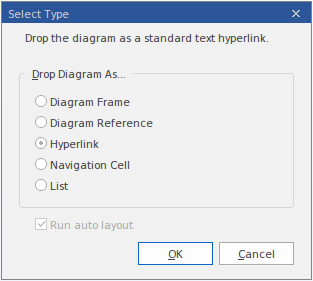 Select Type
Drop the diagram as a standard text hyperlink.
Drop Diagram As...
Diagram Frame
Diagram Reference
Hyperlink
Navigation Cell
List
Run auto layout
OK
Cancel